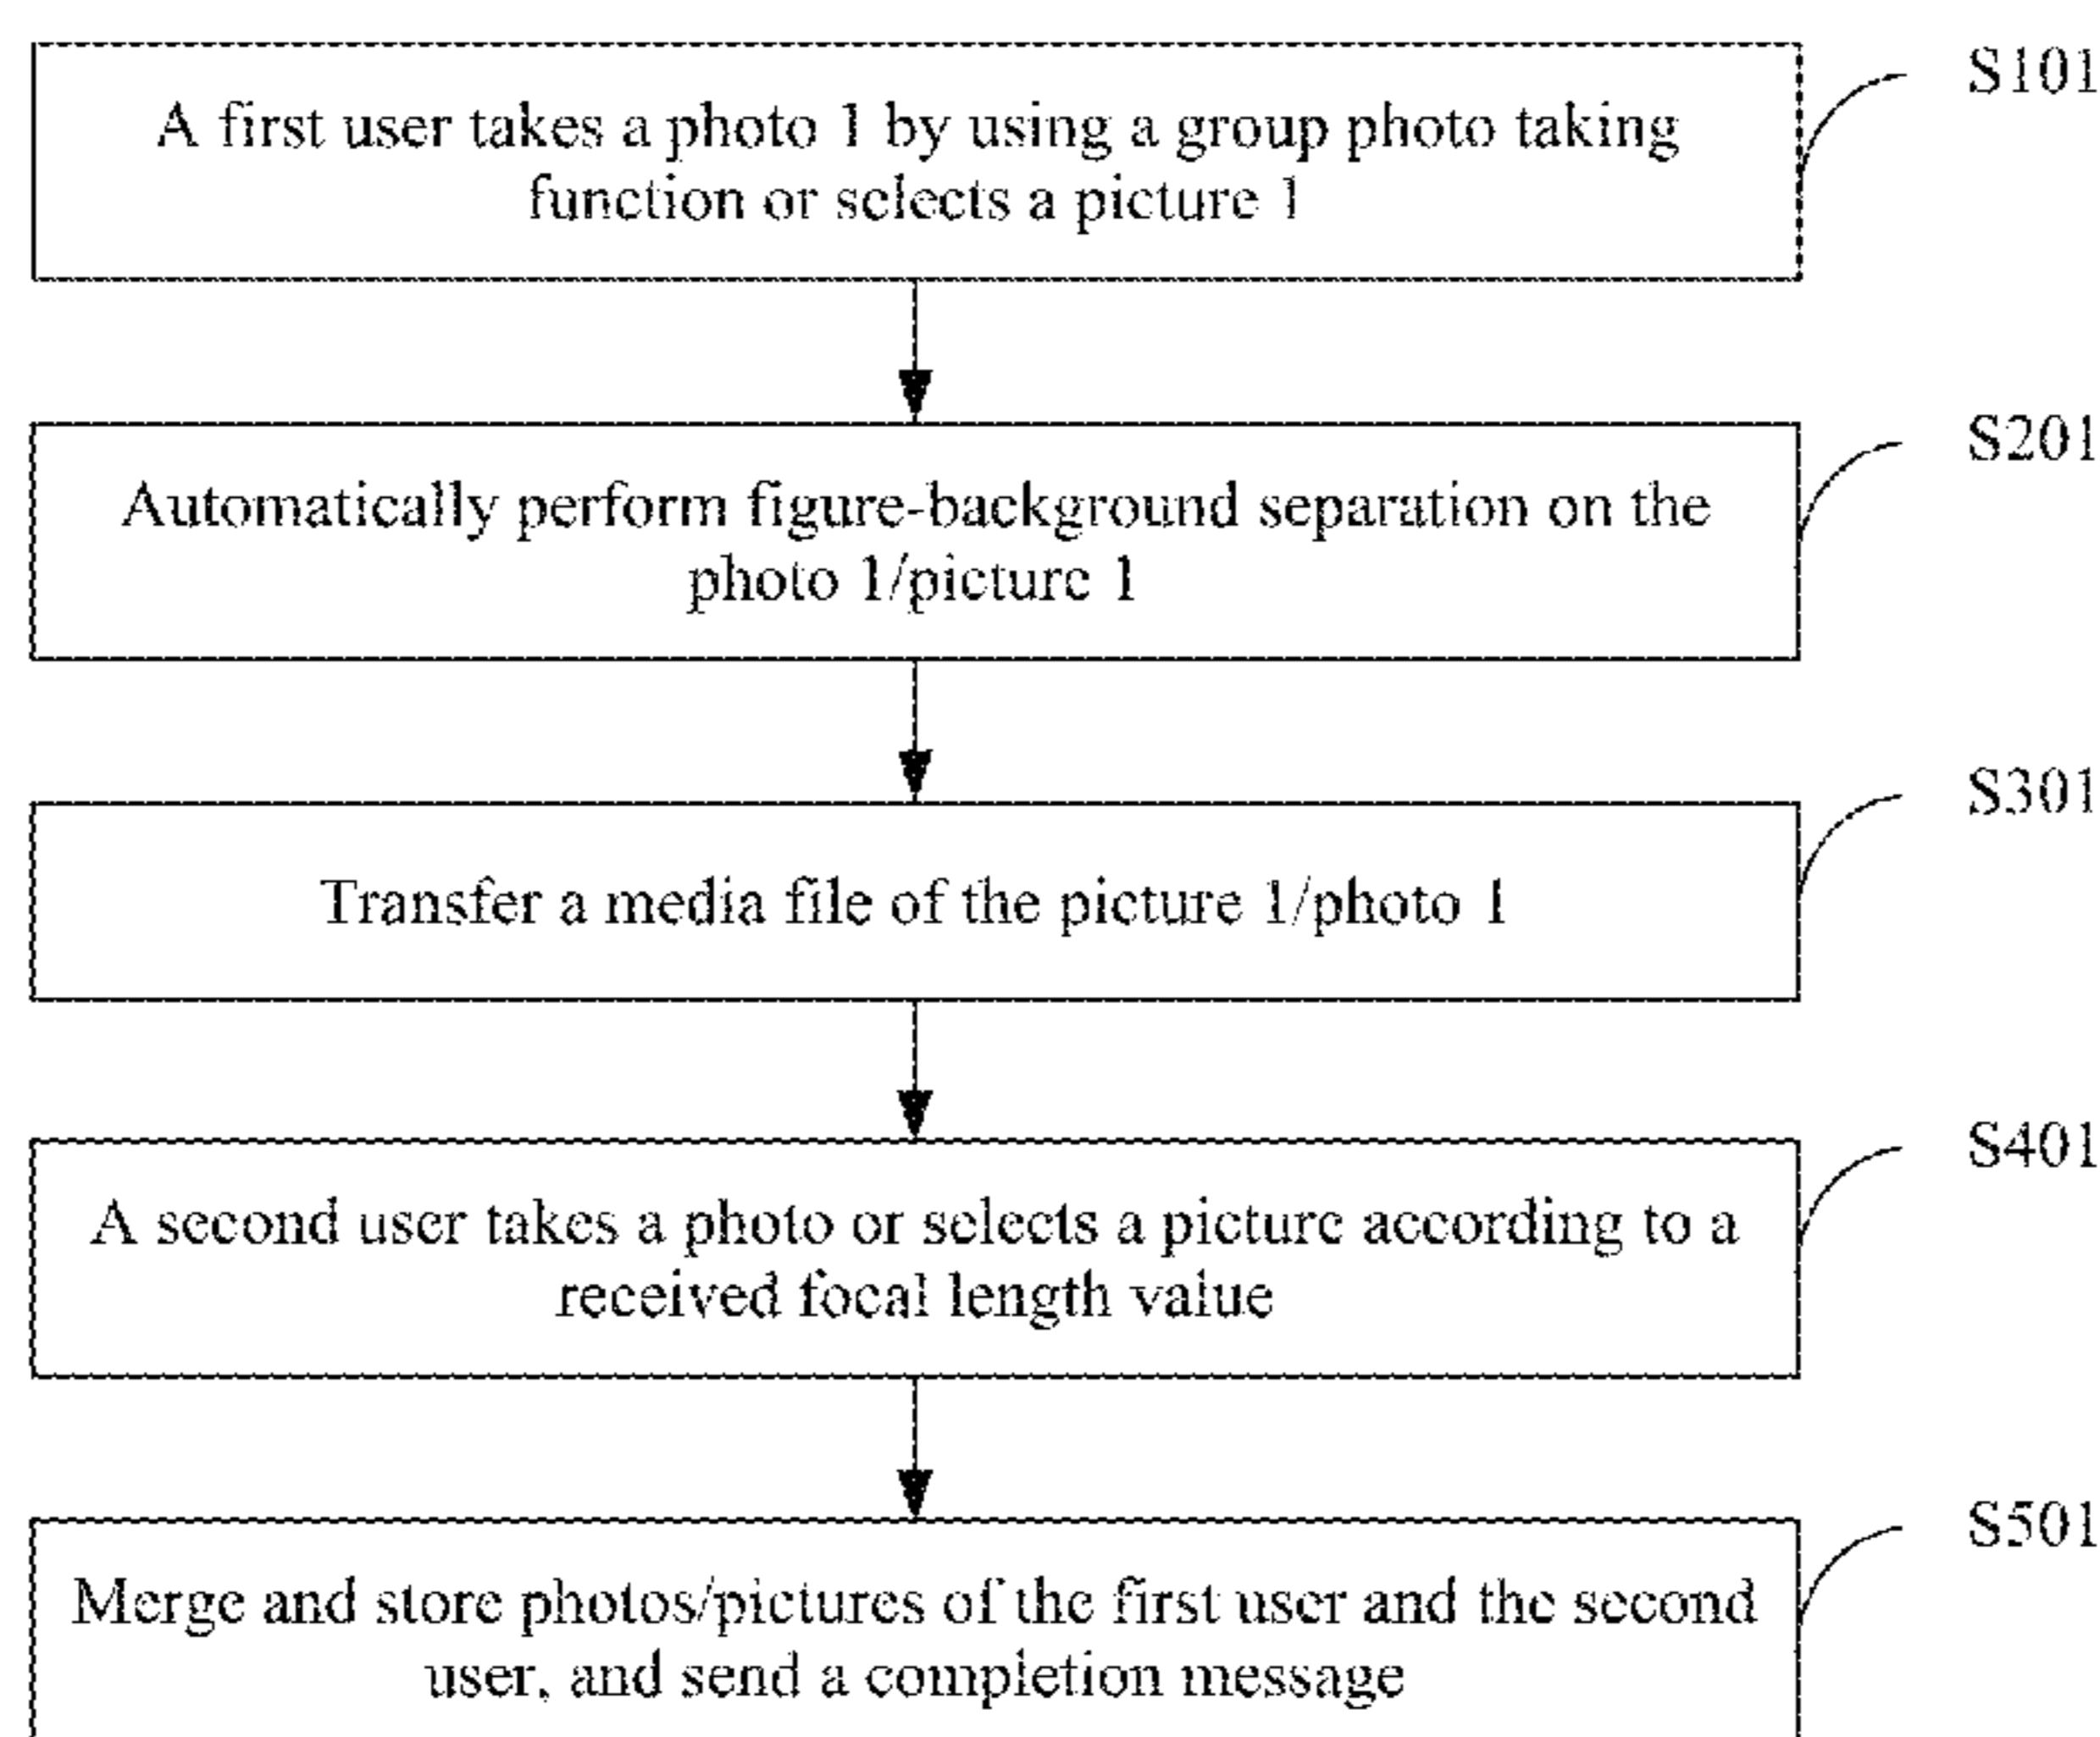 A first user takes a photo 1 by using a group photo taking
function or selects a picture 1
S101
Automatically perform figure-background separation on the
photo 1/picture 1
S201
Transfer a media file of the picture 1/photo 1
S301
A second user takes a photo or selects a picture according to a
received focal length value
S401
Merge and store photos/pictures of the first user and the second
user, and send a completion message
S501